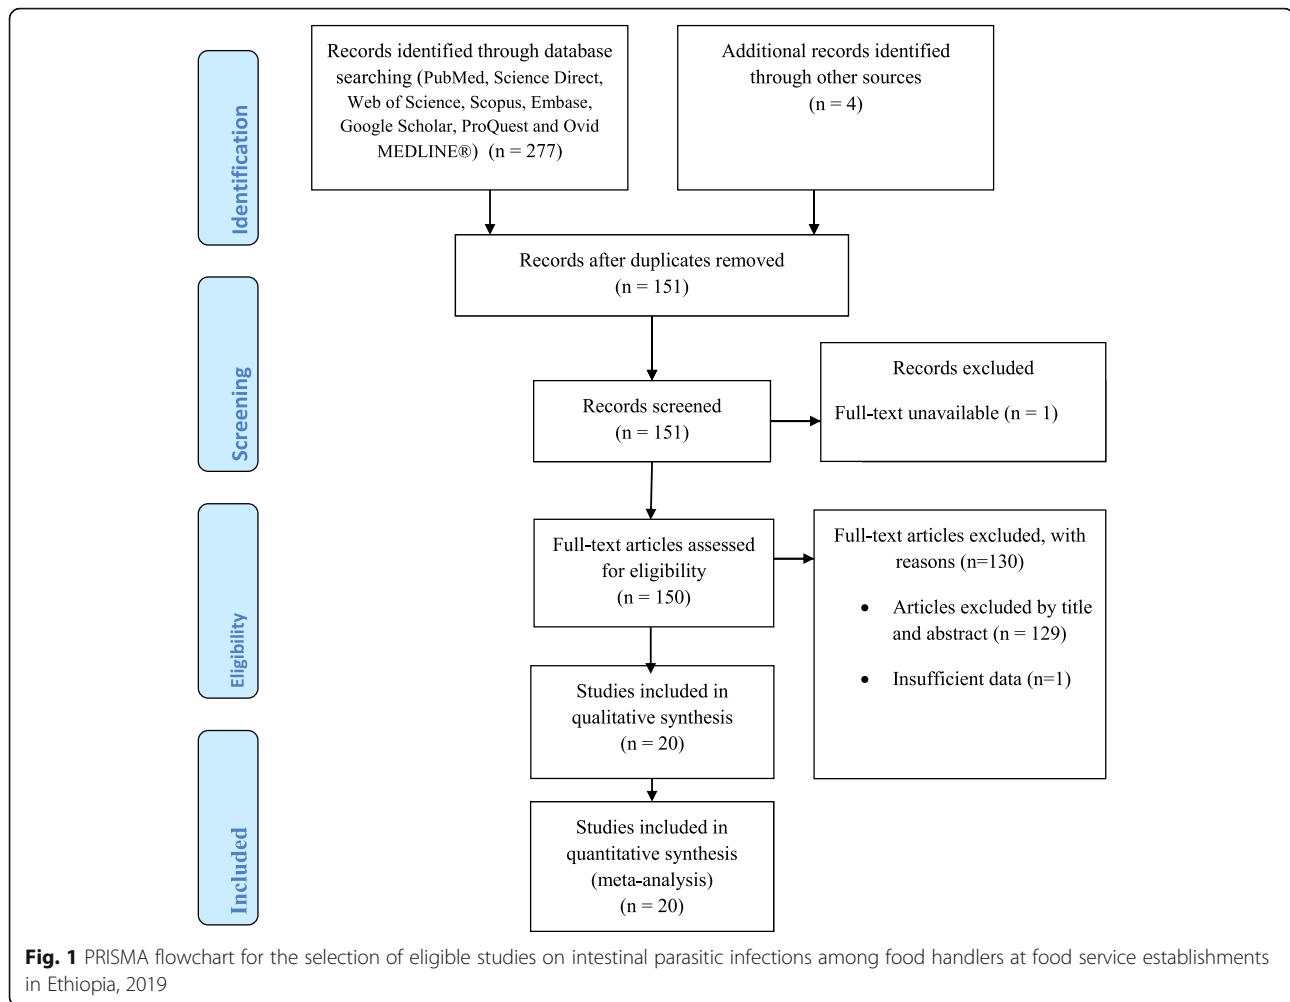 Identification
Records identified through database
searching (PubMed, Science Direct,
Web of Science, Scopus, Embase,
Google Scholar, ProQuest and Ovid
MEDLINE®) (n = 277)
Additional records identified
through other sources
(n = 4)
Records after duplicates removed
(n = 151)
Screening
Records screened
(n = 151)
Records excluded
Full-text unavailable (n = 1)
Eligibility
Full-text articles assessed
for eligibility
(n = 150)
Full-text articles excluded, with
reasons (n=130)
• Articles excluded by title
and abstract (n = 129)
• Insufficient data (n=1)
Studies included in
qualitative synthesis
(n = 20)
Included
Studies included in
quantitative synthesis
(meta-analysis)
(n = 20)
Fig. 1 PRISMA flowchart for the selection of eligible studies on intestinal parasitic infections among food handlers at food service establishments
in Ethiopia, 2019